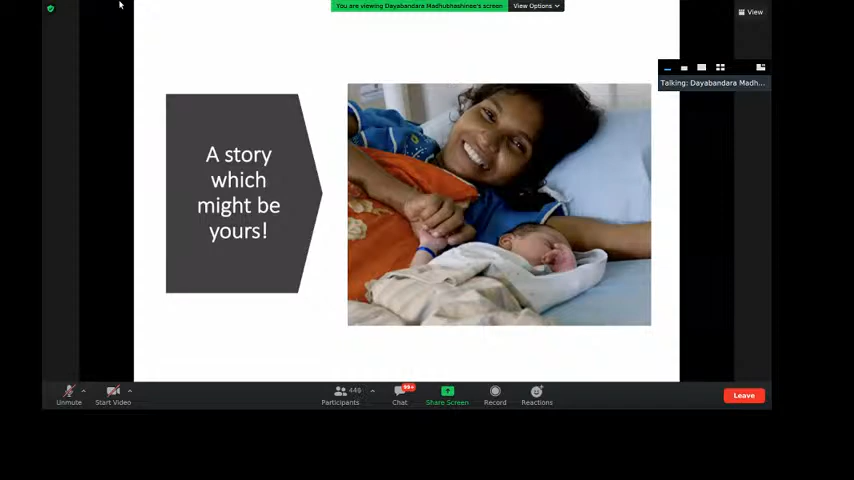 You are viewing Dayabandara Madhubhashinee's screen
View Options
View
Talking: Dayabandara Madh...
A story
which
might be
yours!
Unmute
Start Video
446
Participants
99+
Chat
Share Screen
Record
Reactions
Leave